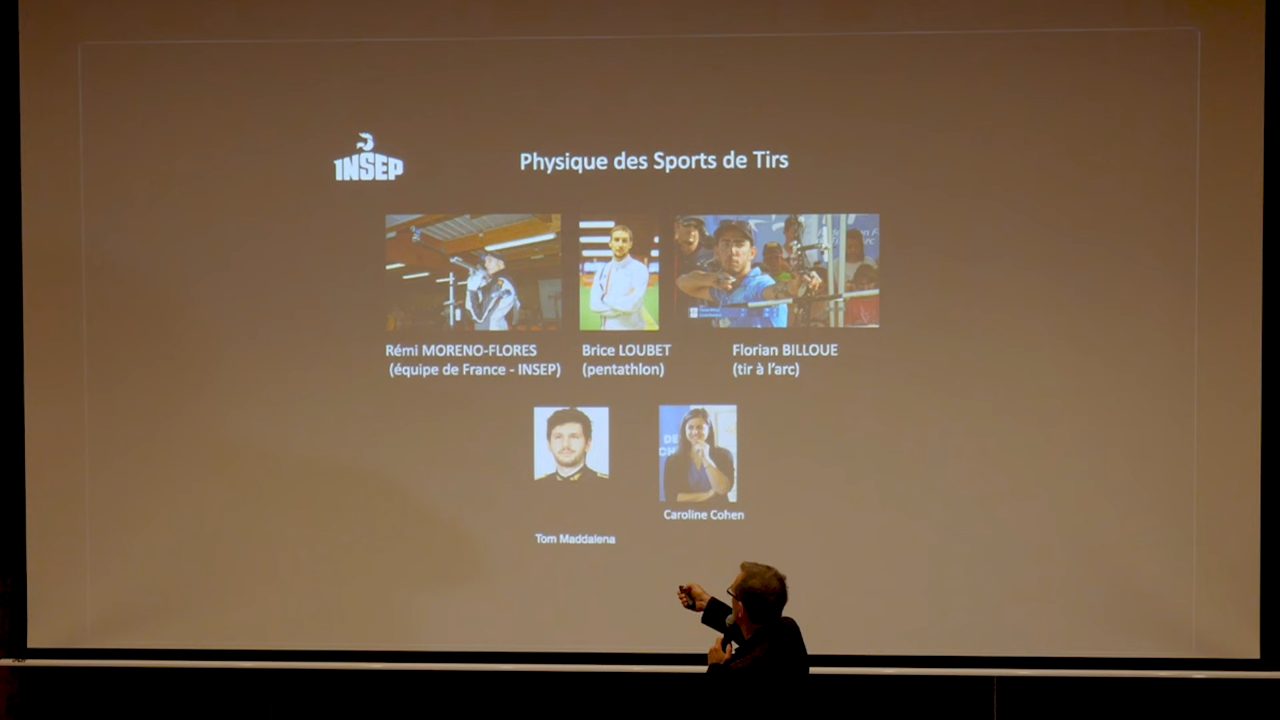 INSEP
Physique des Sports de Tirs
Rémi MORENO-FLORES
(équipe de France - INSEP)
Brice LOUBET
(pentathlon)
Florian BILLOUE
(tir à l'arc)
Caroline Cohen
Tom Maddalena